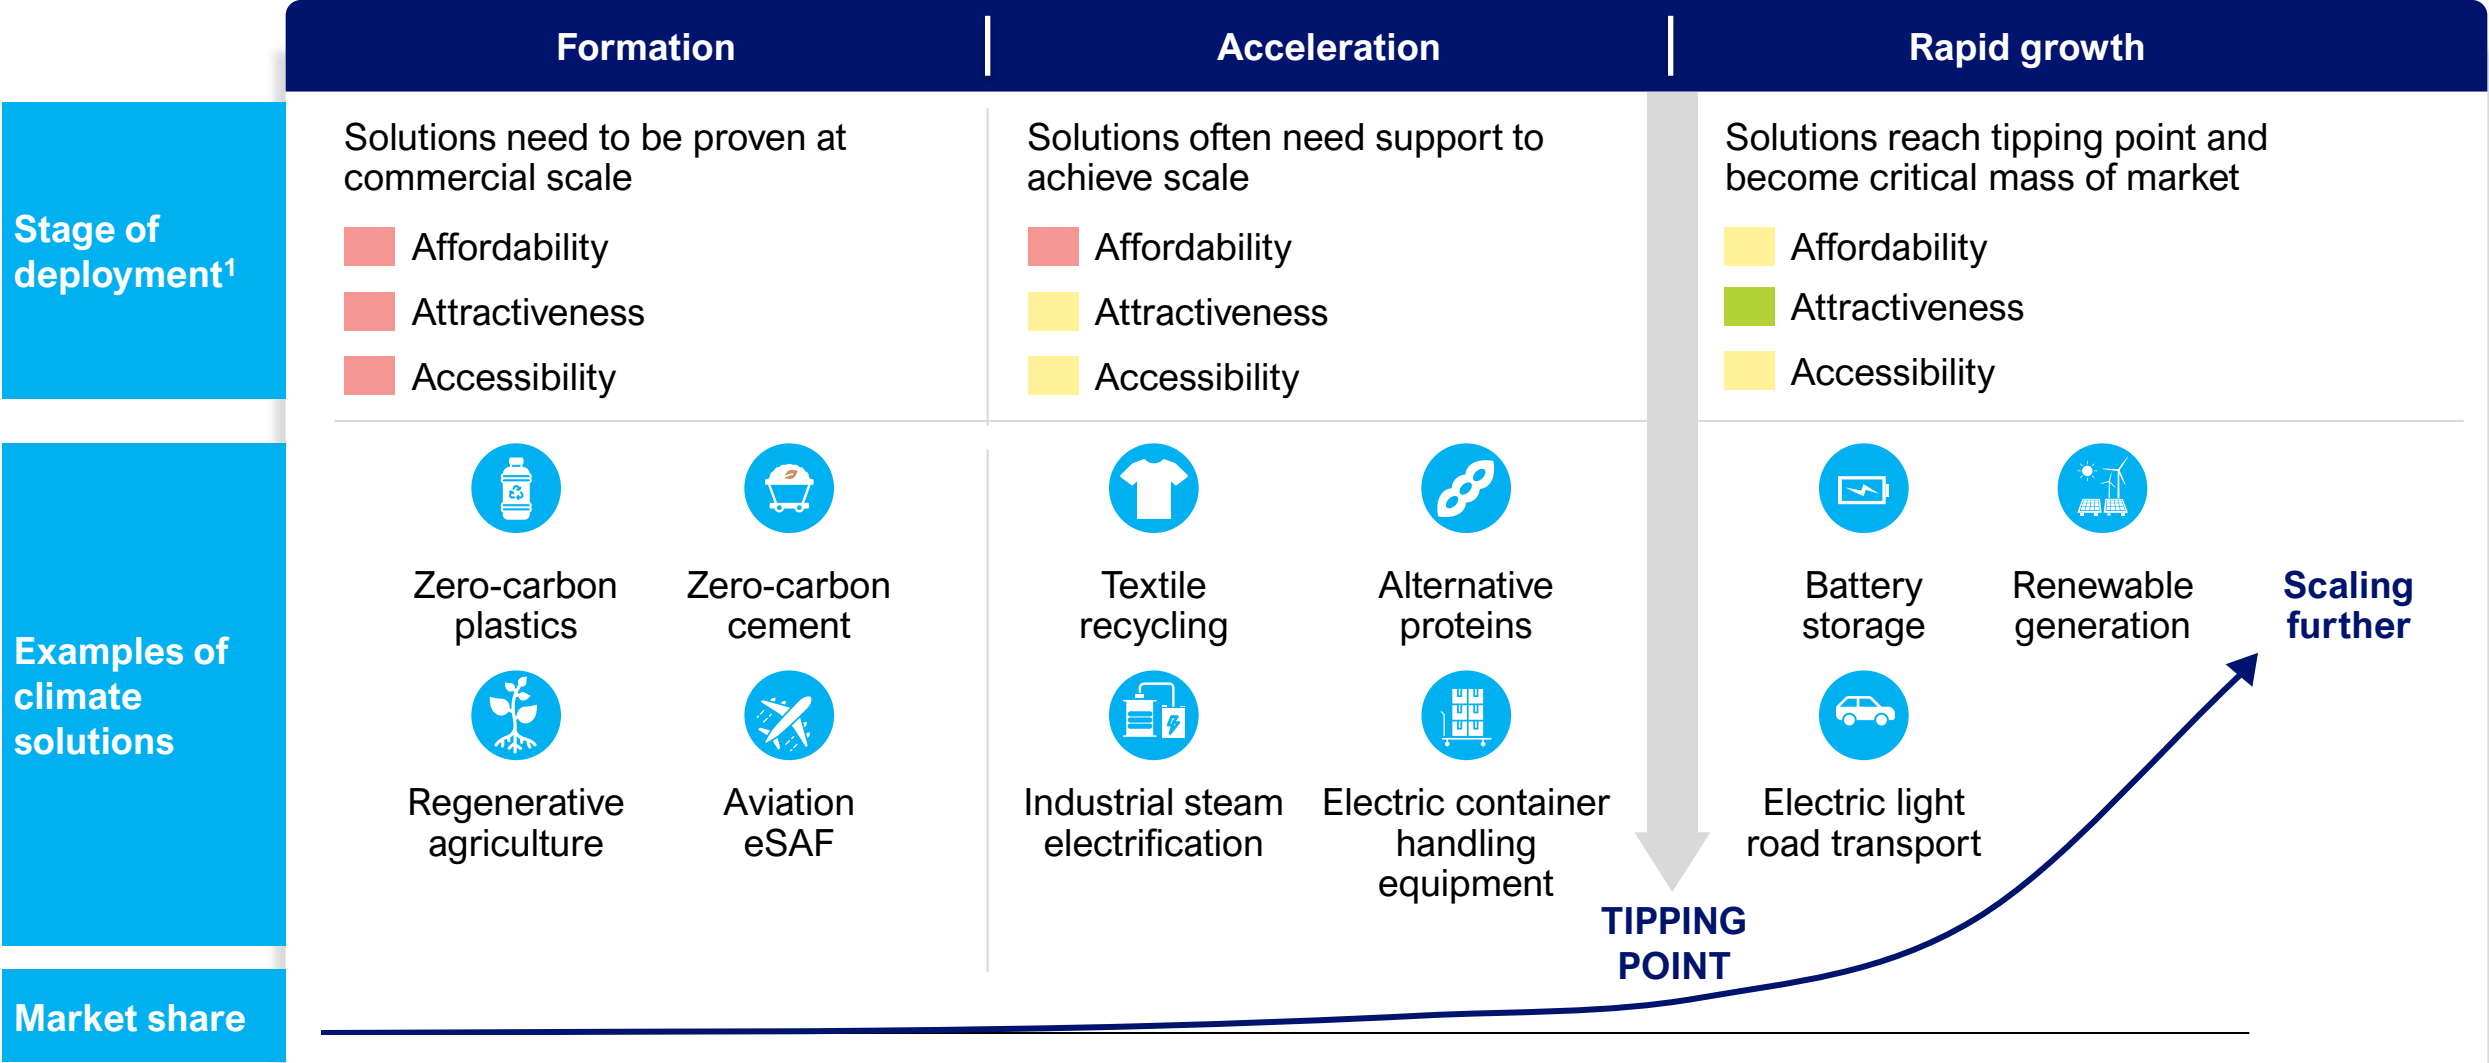 Formation
Acceleration
Rapid growth
Stage of
deployment¹
Solutions need to be proven at
commercial scale
Affordability
Attractiveness
Accessibility
Solutions often need support to
achieve scale
Affordability
Attractiveness
Accessibility
Solutions reach tipping point and
become critical mass of market
Affordability
Attractiveness
Accessibility
Examples of
climate
solutions
Zero-carbon
plastics
Zero-carbon
cement
Regenerative
agriculture
Aviation
eSAF
Textile
recycling
Alternative
proteins
Industrial steam
electrification
Electric container
handling
equipment
Battery
storage
Renewable
generation
Electric light
road transport
Scaling
further
TIPPING
POINT
Market share